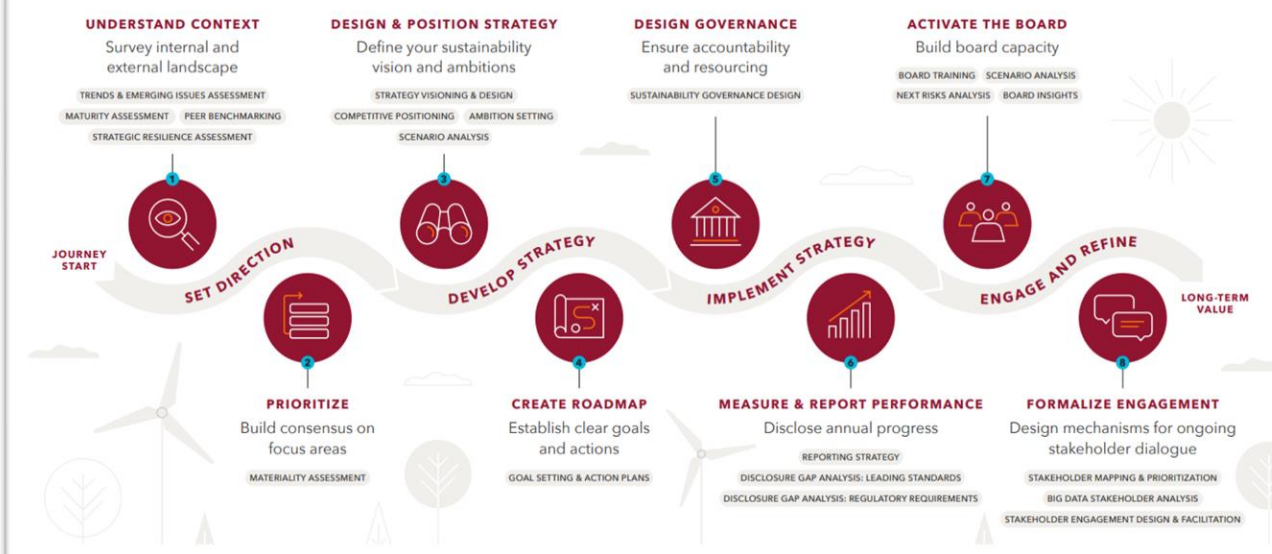 UNDERSTAND CONTEXT
Survey internal and
external landscape
TRENDS & EMERGING ISSUES ASSESSMENT
MATURITY ASSESSMENT PEER BENCHMARKING
STRATEGIC RESILIENCE ASSESSMENT
1
DESIGN & POSITION STRATEGY
Define your sustainability
vision and ambitions
STRATEGY VISIONING & DESIGN
COMPETITIVE POSITIONING AMBITION SETTING
SCENARIO ANALYSIS
3
DESIGN GOVERNANCE
Ensure accountability
and resourcing
SUSTAINABILITY GOVERNANCE DESIGN
5
ACTIVATE THE BOARD
Build board capacity
BOARD TRAINING SCENARIO ANALYSIS
NEXT RISKS ANALYSIS BOARD INSIGHTS
7
JOURNEY
START
SET DIRECTION
DEVELOP STRATEGY
IMPLEMENT STRATEGY
ENGAGE AND REFINE
LONG-TERM
VALUE
2
PRIORITIZE
Build consensus on
focus areas
MATERIALITY ASSESSMENT
4
CREATE ROADMAP
Establish clear goals
and actions
GOAL SETTING & ACTION PLANS
6
MEASURE & REPORT PERFORMANCE
Disclose annual progress
REPORTING STRATEGY
DISCLOSURE GAP ANALYSIS: LEADING STANDARDS
DISCLOSURE GAP ANALYSIS: REGULATORY REQUIREMENTS
8
FORMALIZE ENGAGEMENT
Design mechanisms for ongoing
stakeholder dialogue
STAKEHOLDER MAPPING & PRIORITIZATION
BIG DATA STAKEHOLDER ANALYSIS
STAKEHOLDER ENGAGEMENT DESIGN & FACILITATION